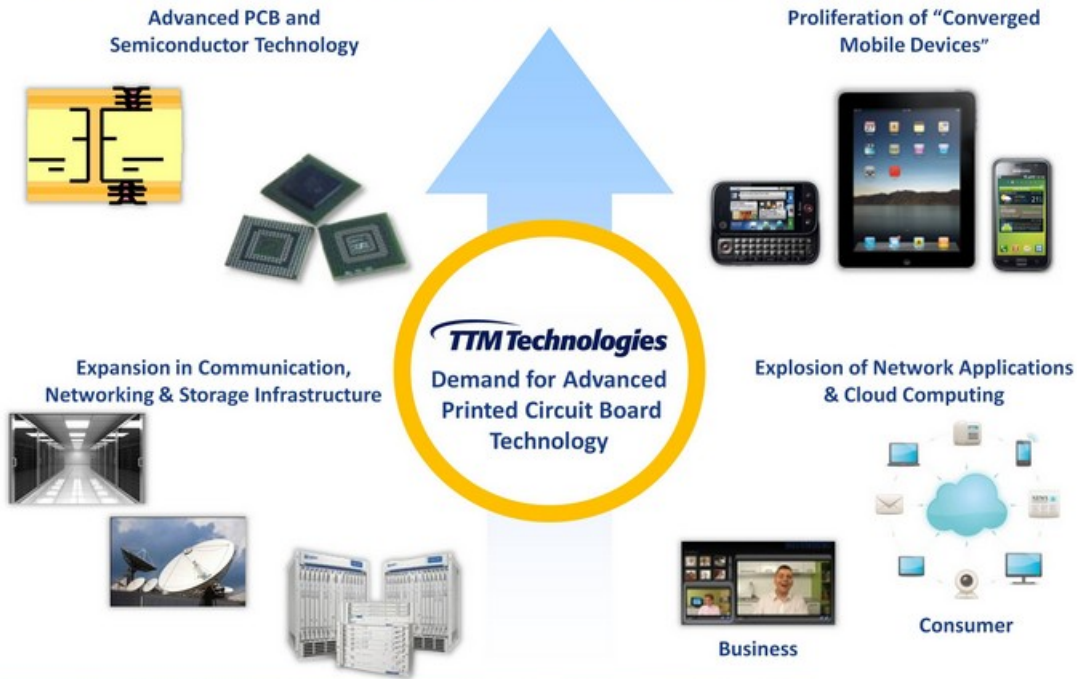 Advanced PCB and
Semiconductor Technology
Proliferation of “Converged
Mobile Devices”
TTM Technologies
Demand for Advanced
Printed Circuit Board
Technology
Expansion in Communication,
Networking & Storage Infrastructure
Explosion of Network Applications
& Cloud Computing
NEWS
Business
Consumer